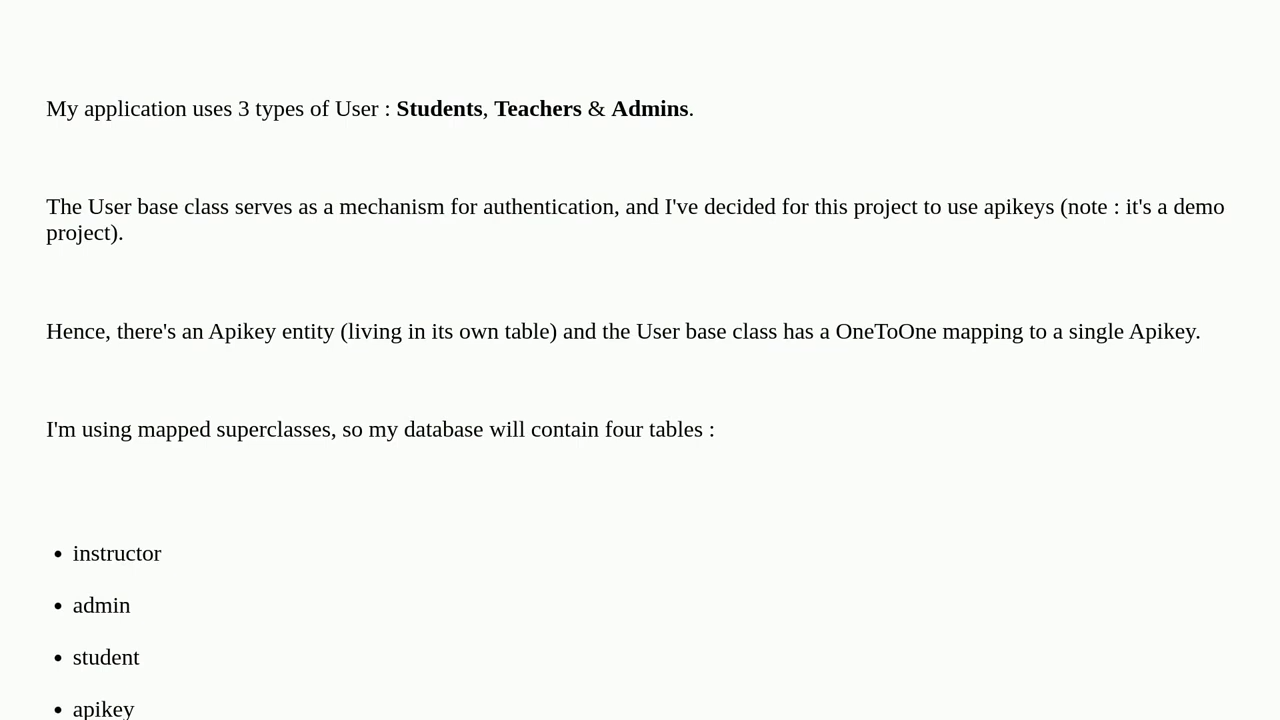 My application uses 3 types of User : Students, Teachers & Admins.
The User base class serves as a mechanism for authentication, and I've decided for this project to use apikeys (note : it's a demo
project).
Hence, there's an Apikey entity (living in its own table) and the User base class has a OneToOne mapping to a single Apikey.
I'm using mapped superclasses, so my database will contain four tables :
• instructor
• admin
• student
• apikey